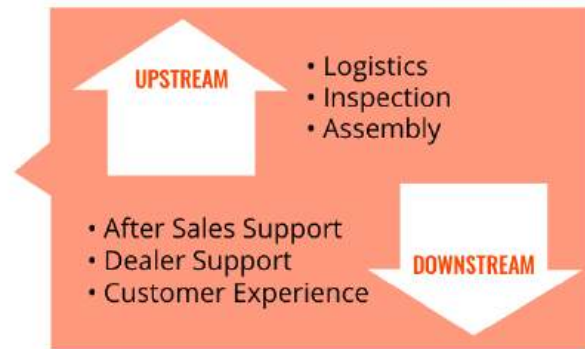 UPSTREAM
• Logistics
• Inspection
• Assembly
• After Sales Support
• Dealer Support
• Customer Experience
DOWNSTREAM